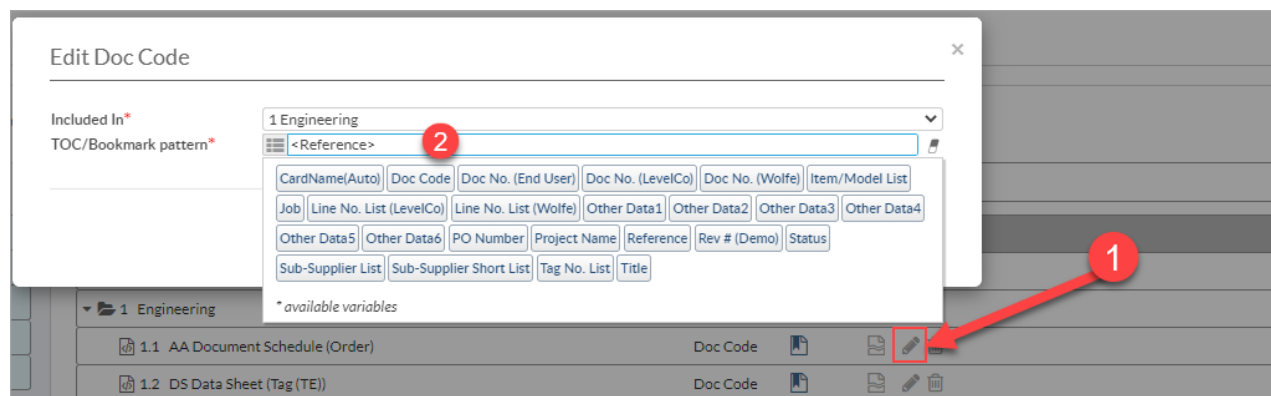 Edit Doc Code ×
Included In* 1 Engineering
TOC/Bookmark pattern* <Reference> 2
CardName(Auto) Doc Code Doc No. (End User) Doc No. (LevelCo) Doc No. (Wolfe) Item/Model List
Job Line No. List (LevelCo) Line No. List (Wolfe) Other Data1 Other Data2 Other Data3 Other Data4
Other Data5 Other Data6 PO Number Project Name Reference Rev # (Demo) Status
1
Sub-Supplier List Sub-Supplier Short List Tag No. List Title
* available variables
1 Engineering
1.1 AA Document Schedule (Order) Doc Code
1.2 DS Data Sheet (Tag (TE)) Doc Code